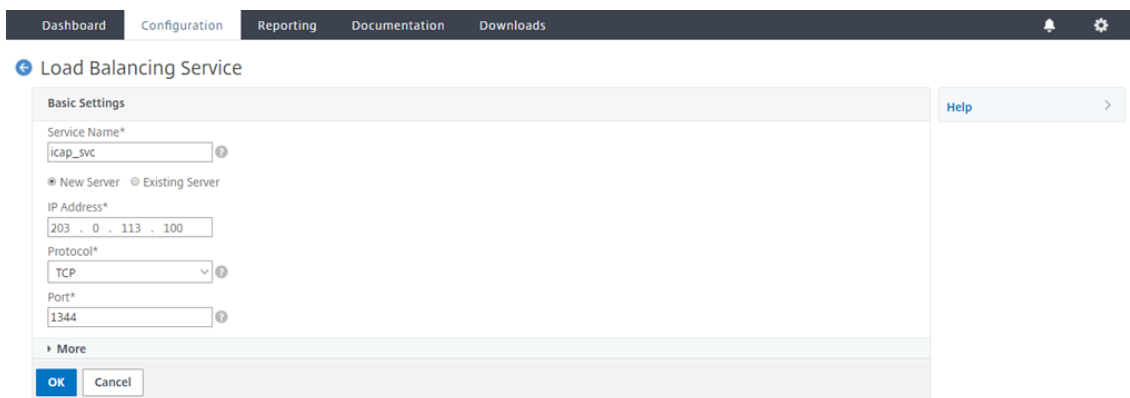 Dashboard Configuration Reporting Documentation Downloads
Load Balancing Service
Basic Settings
Help
Service Name*
icap_svc
New Server Existing Server
IP Address*
203 . 0 . 113 . 100
Protocol*
TCP
Port*
1344
More
OK Cancel